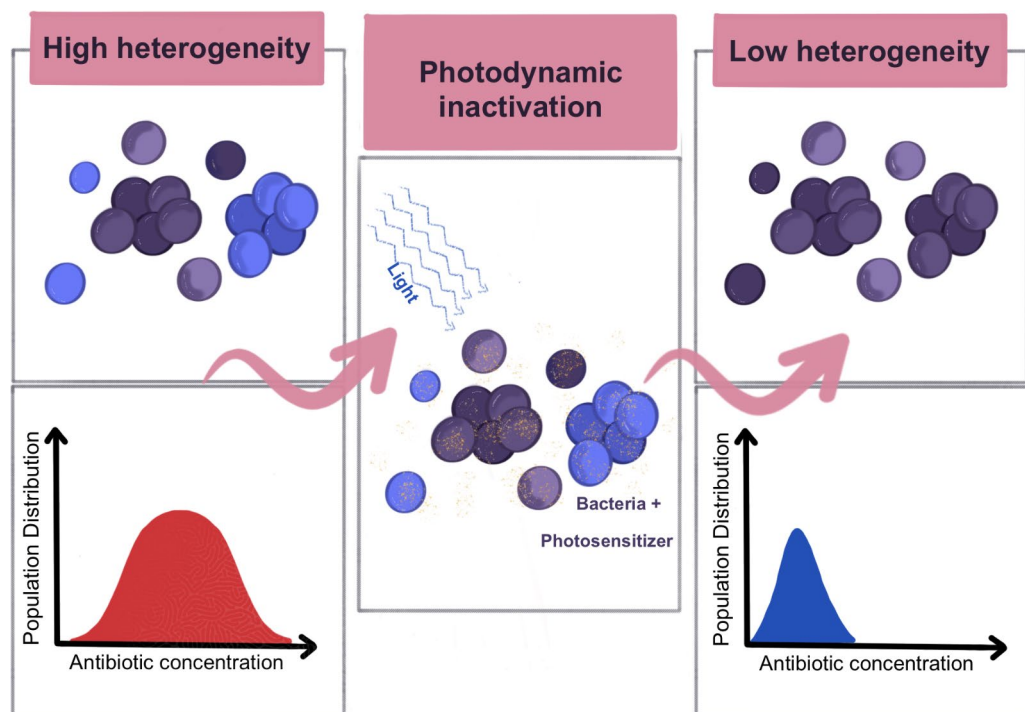 High heterogeneity
Photodynamic
inactivation
Low heterogeneity
Light
Bacteria +
Photosensitizer
Population Distribution
Antibiotic concentration
Population Distribution
Antibiotic concentration